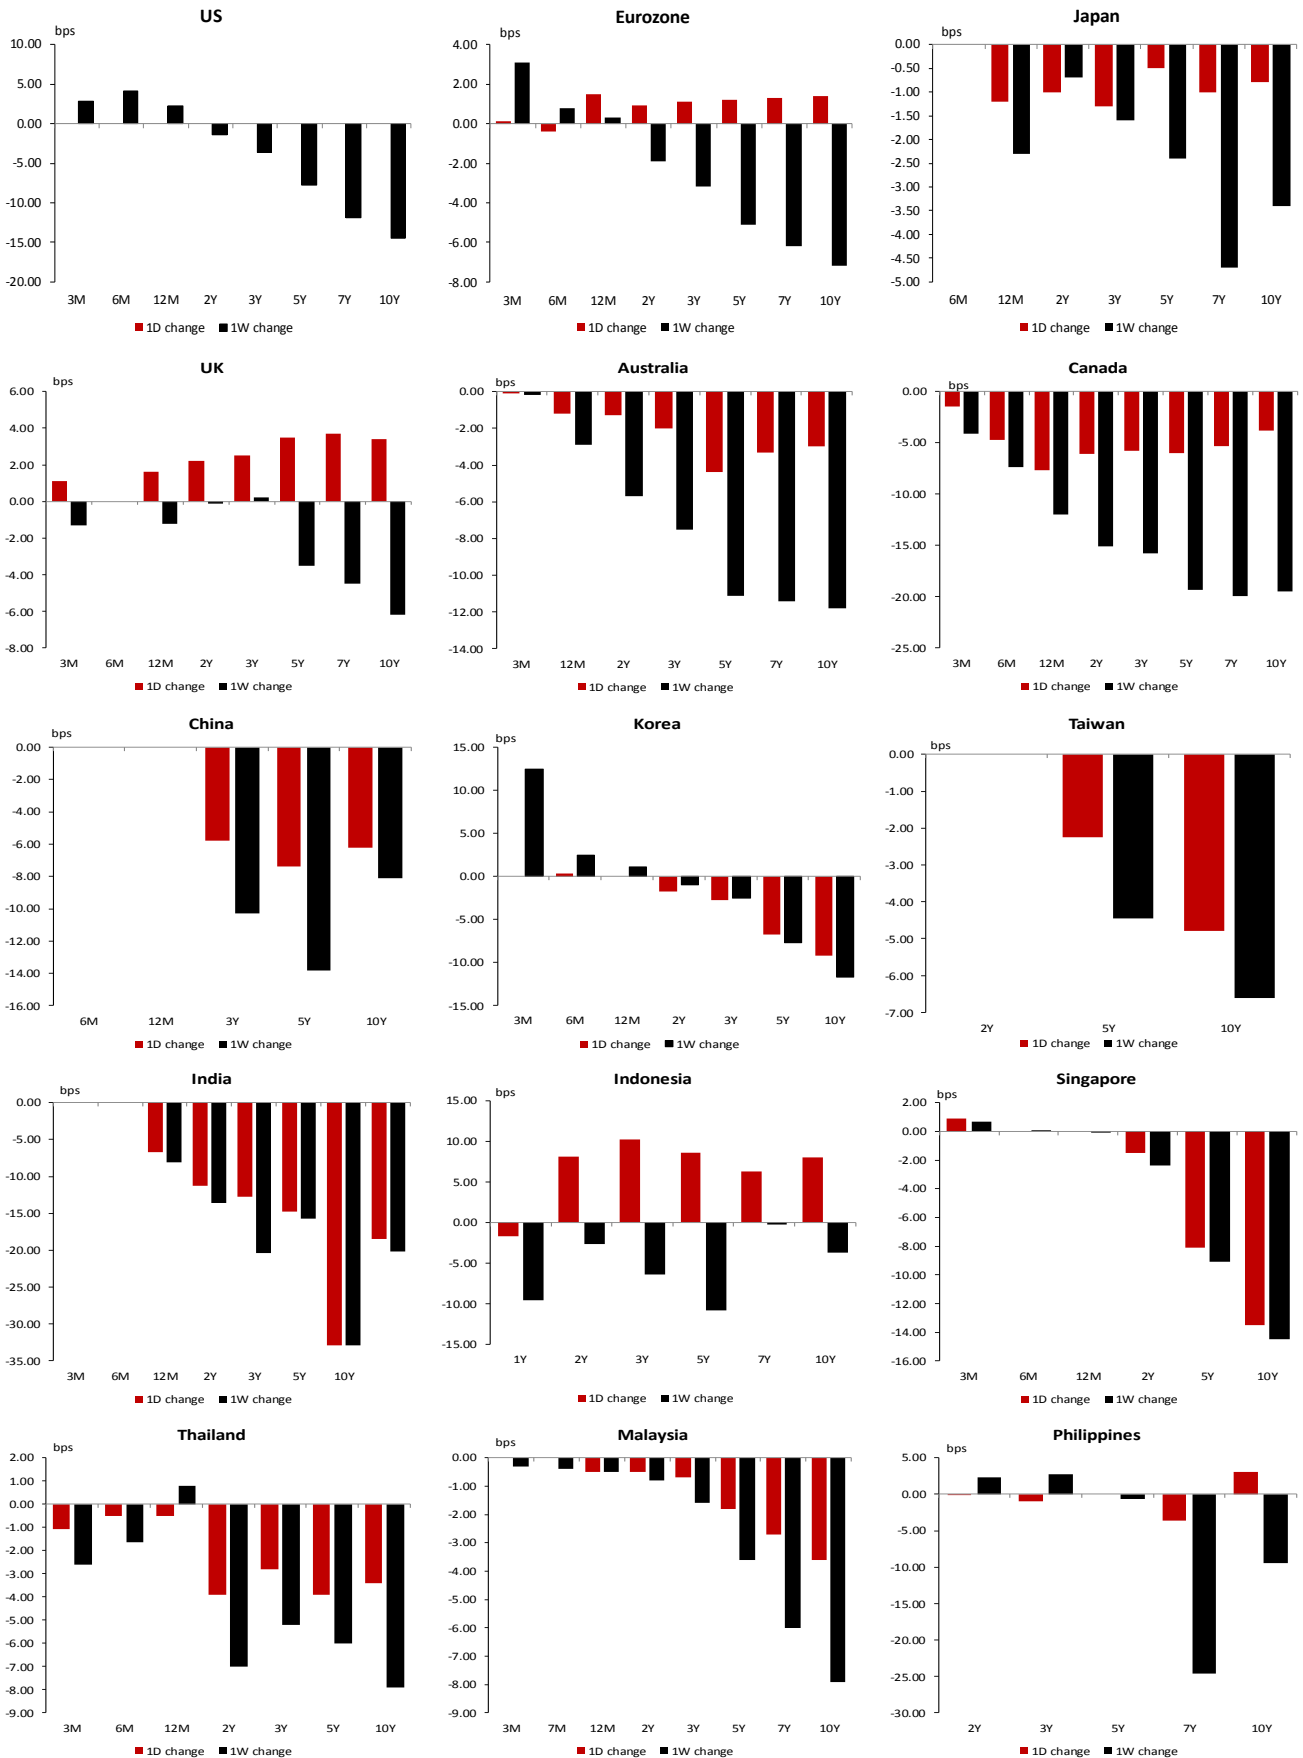 US
bps
10.00
5.00
0.00
-5.00
-10.00
-15.00
-20.00
3M 6M 12M 2Y 3Y 5Y 7Y 10Y
1D change 1W change
Eurozone
bps
4.00
2.00
0.00
-2.00
-4.00
-6.00
-8.00
3M 6M 12M 2Y 3Y 5Y 7Y 10Y
1D change 1W change
Japan
bps
0.00
-0.50
-1.00
-1.50
-2.00
-2.50
-3.00
-3.50
-4.00
-4.50
-5.00
6M 12M 2Y 3Y 5Y 7Y 10Y
1D change 1W change
UK
bps
6.00
4.00
2.00
0.00
-2.00
-4.00
-6.00
-8.00
3M 6M 12M 2Y 3Y 5Y 7Y 10Y
1D change 1W change
Australia
bps
0.00
-2.00
-4.00
-6.00
-8.00
-10.00
-12.00
-14.00
3M 12M 2Y 3Y 5Y 7Y 10Y
1D change 1W change
Canada
bps
0.00
-5.00
-10.00
-15.00
-20.00
-25.00
3M 6M 12M 2Y 3Y 5Y 7Y 10Y
1D change 1W change
China
bps
0.00
-2.00
-4.00
-6.00
-8.00
-10.00
-12.00
-14.00
-16.00
6M 12M 3Y 5Y 10Y
1D change 1W change
Korea
bps
15.00
10.00
5.00
0.00
-5.00
-10.00
-15.00
3M 6M 12M 2Y 3Y 5Y 10Y
1D change 1W change
Taiwan
bps
0.00
-1.00
-2.00
-3.00
-4.00
-5.00
-6.00
-7.00
2Y 5Y 10Y
1D change 1W change
India
bps
0.00
-5.00
-10.00
-15.00
-20.00
-25.00
-30.00
-35.00
3M 6M 12M 2Y 3Y 5Y 10Y
1D change 1W change
Indonesia
bps
15.00
10.00
5.00
0.00
-5.00
-10.00
-15.00
1Y 2Y 3Y 5Y 7Y 10Y
1D change 1W change
Singapore
bps
2.00
0.00
-2.00
-4.00
-6.00
-8.00
-10.00
-12.00
-14.00
-16.00
3M 6M 12M 2Y 5Y 10Y
1D change 1W change
Thailand
bps
2.00
1.00
0.00
-1.00
-2.00
-3.00
-4.00
-5.00
-6.00
-7.00
-8.00
-9.00
3M 6M 12M 2Y 3Y 5Y 10Y
1D change 1W change
Malaysia
bps
0.00
-1.00
-2.00
-3.00
-4.00
-5.00
-6.00
-7.00
-8.00
-9.00
3M 7M 12M 2Y 3Y 5Y 7Y 10Y
1D change 1W change
Philippines
bps
5.00
0.00
-5.00
-10.00
-15.00
-20.00
-25.00
-30.00
2Y 3Y 5Y 7Y 10Y
1D change 1W change